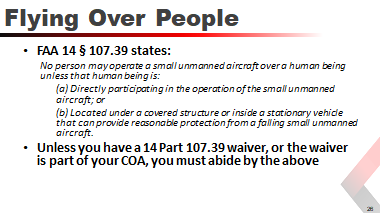 Flying Over People
• FAA 14 § 107.39 states:
No person may operate a small unmanned aircraft over a human being
unless that human being is:
(a) Directly participating in the operation of the small unmanned
aircraft; or
(b) Located under a covered structure or inside a stationary vehicle
that can provide reasonable protection from a falling small unmanned
aircraft.
• Unless you have a 14 Part 107.39 waiver, or the waiver
is part of your COA, you must abide by the above
26